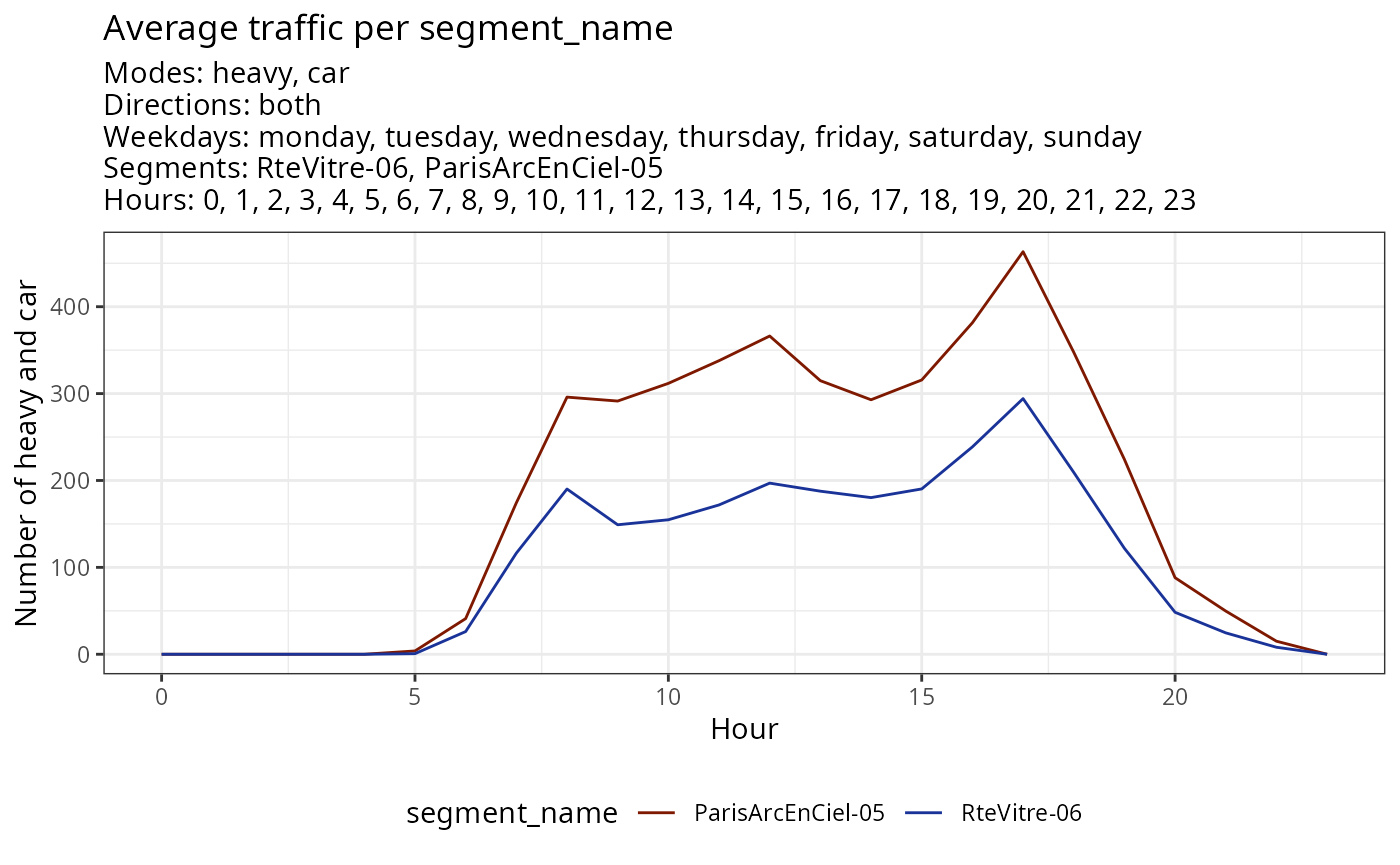 Average traffic per segment_name
Modes: heavy, car
Directions: both
Weekdays: monday, tuesday, wednesday, thursday, friday, saturday, sunday
Segments: RteVitre-06, ParisArcEnCiel-05
Hours: 0, 1, 2, 3, 4, 5, 6, 7, 8, 9, 10, 11, 12, 13, 14, 15, 16, 17, 18, 19, 20, 21, 22, 23
Number of heavy and car
400
300
200
100
0
0 5 10 15 20
Hour
segment_name ParisArcEnCiel-05 RteVitre-06